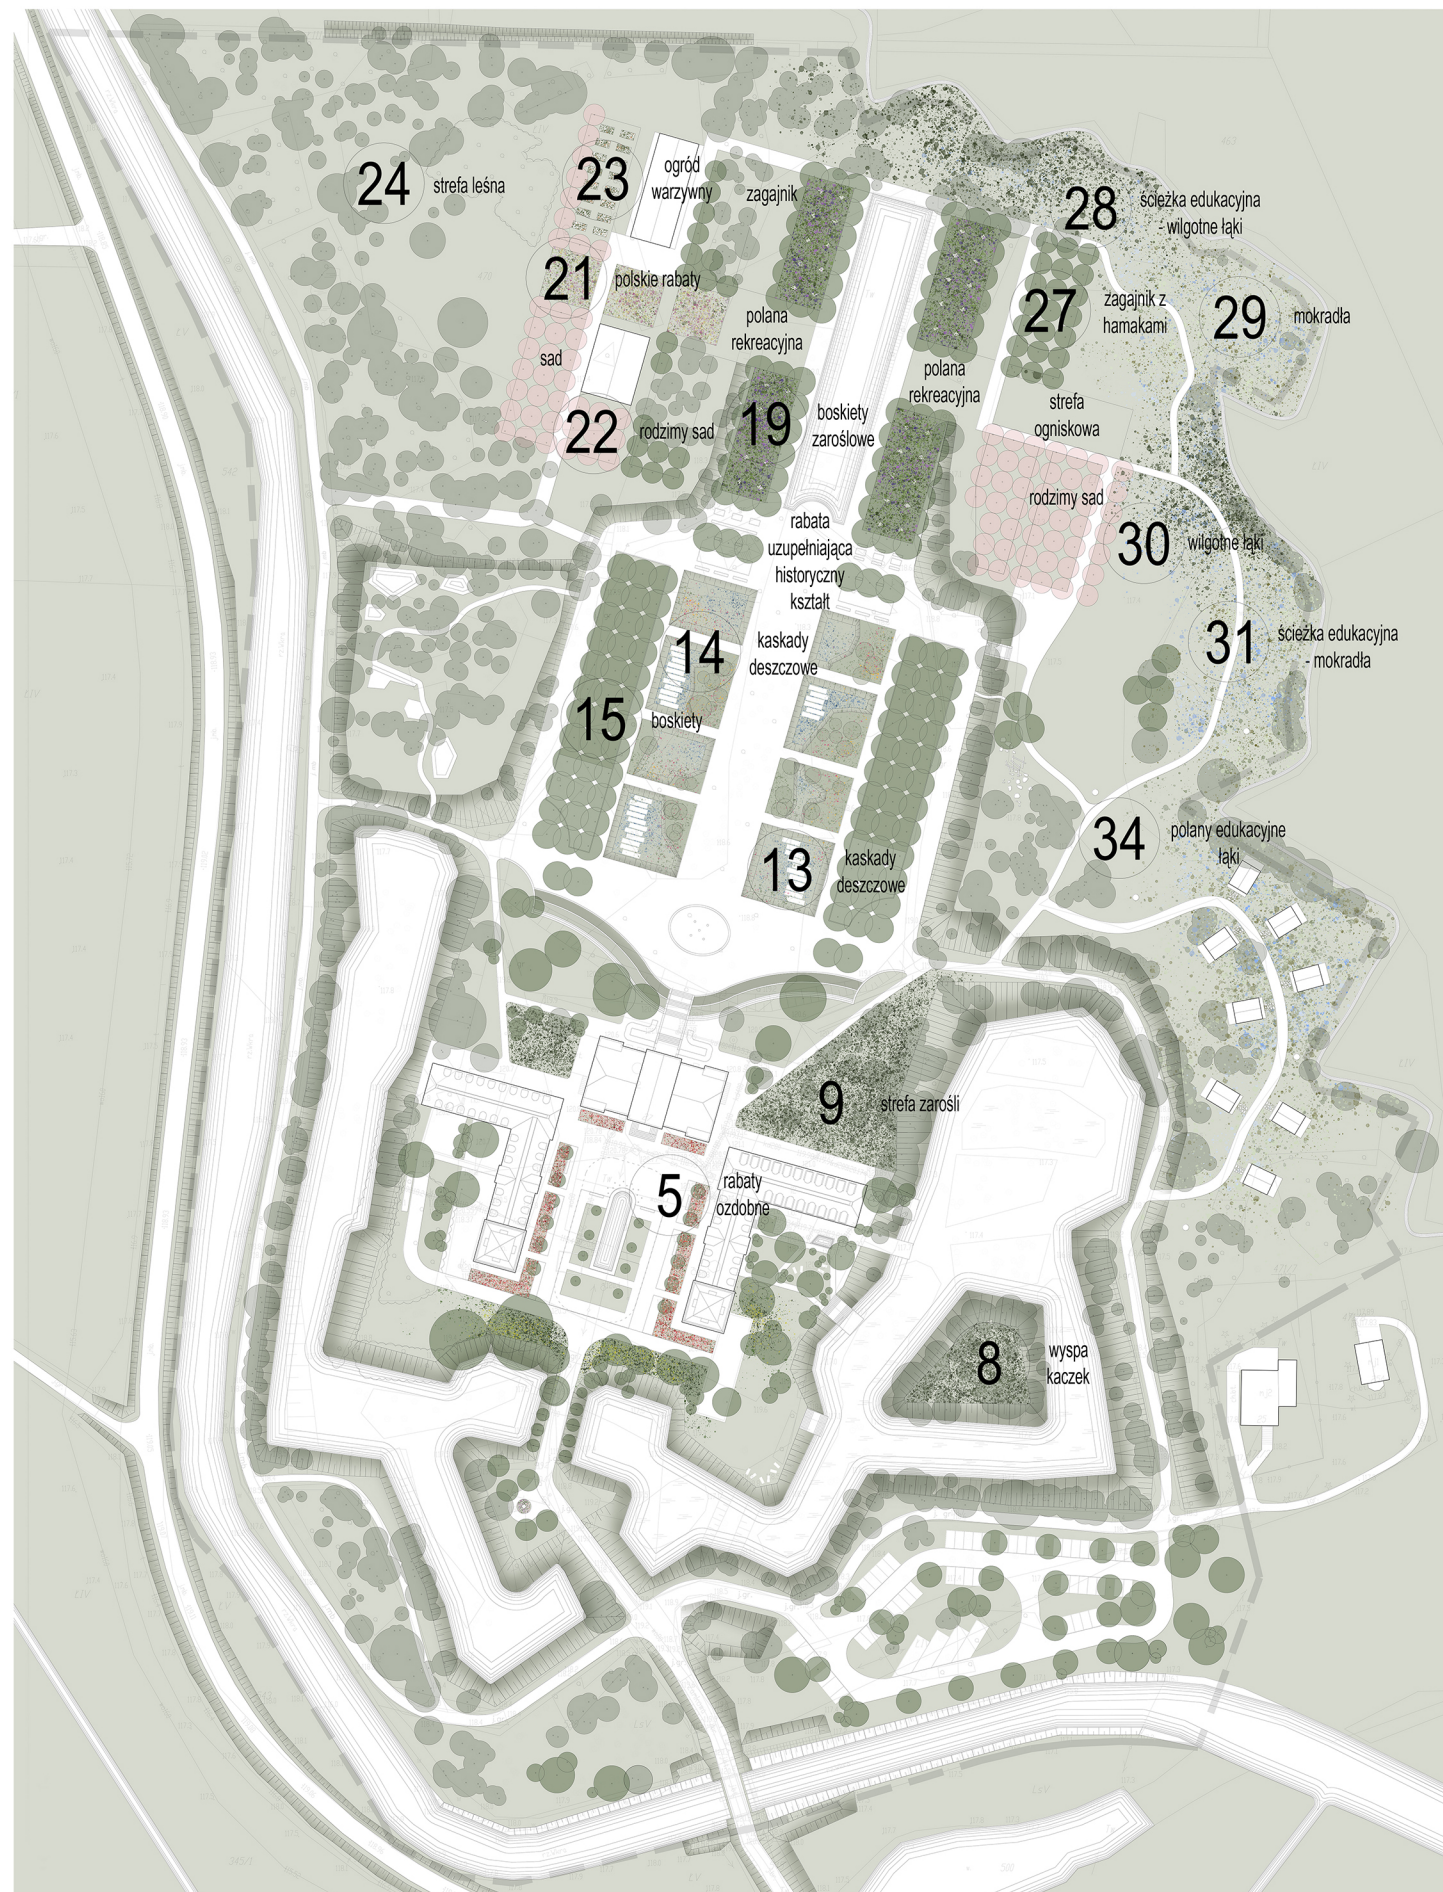 24
strefa leśna
23
ogród
warzywny
zagajnik
28
ścieżka edukacyjna
- wilgotne łąki
21
polskie rabaty
polana
rekreacyjna
27
zagajnik z
hamakami
29
mokradła
sad
22
rodzimy sad
19
boskiety
zaroślowe
polana
rekreacyjna
strefa
ogniskowa
rodzimy sad
30
wilgotne łąki
rabata
uzupełniająca
historyczny
kształt
14
kaskady
deszczowe
15
boskiety
31
ścieżka edukacyjna
- mokradła
34
polany edukacyjne
łąki
13
kaskady
deszczowe
9
strefa zarośli
5
rabaty
ozdobne
8
wyspa
kaczek